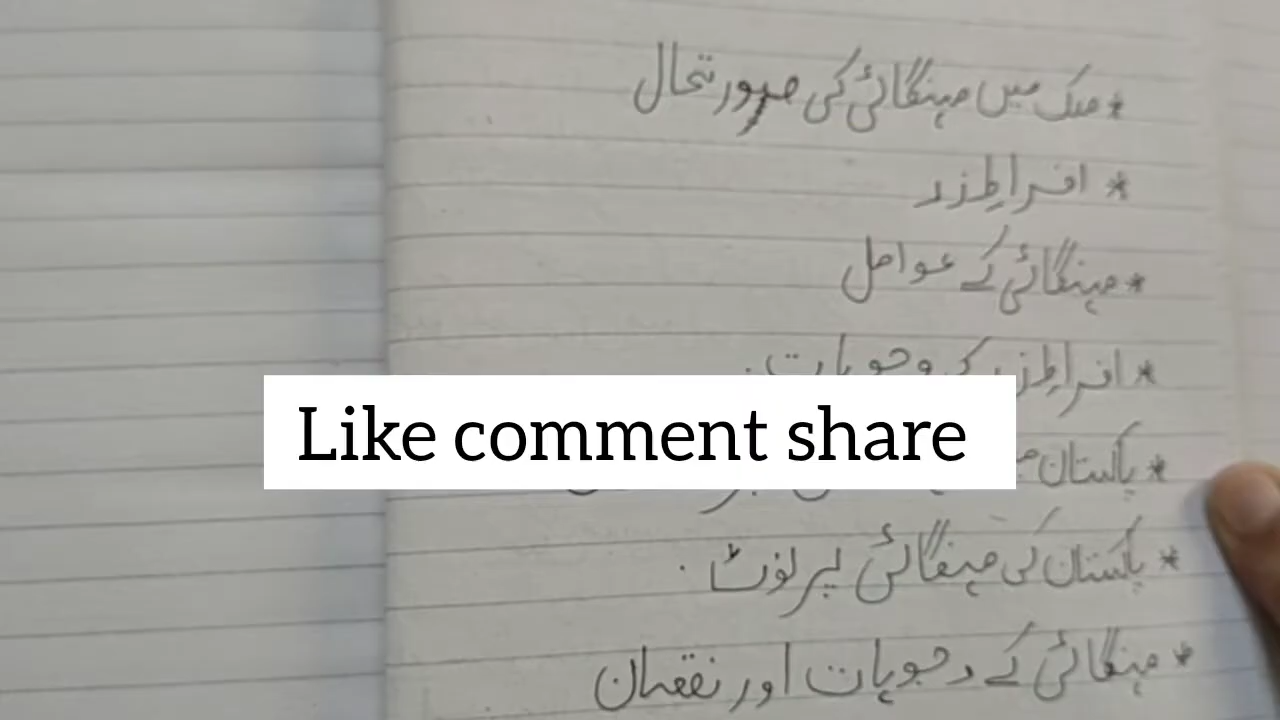 * ملک میں مہنگائی کی صورتحال
* افراطِ زر
* مہنگائی کے عوامل
* افراطِ زر کی وجوہات.
Like comment share
* پاکستان
* پاکستان کی مہنگائی پر نوٹ.
* مہنگائی کے وجوہات اور نقصان